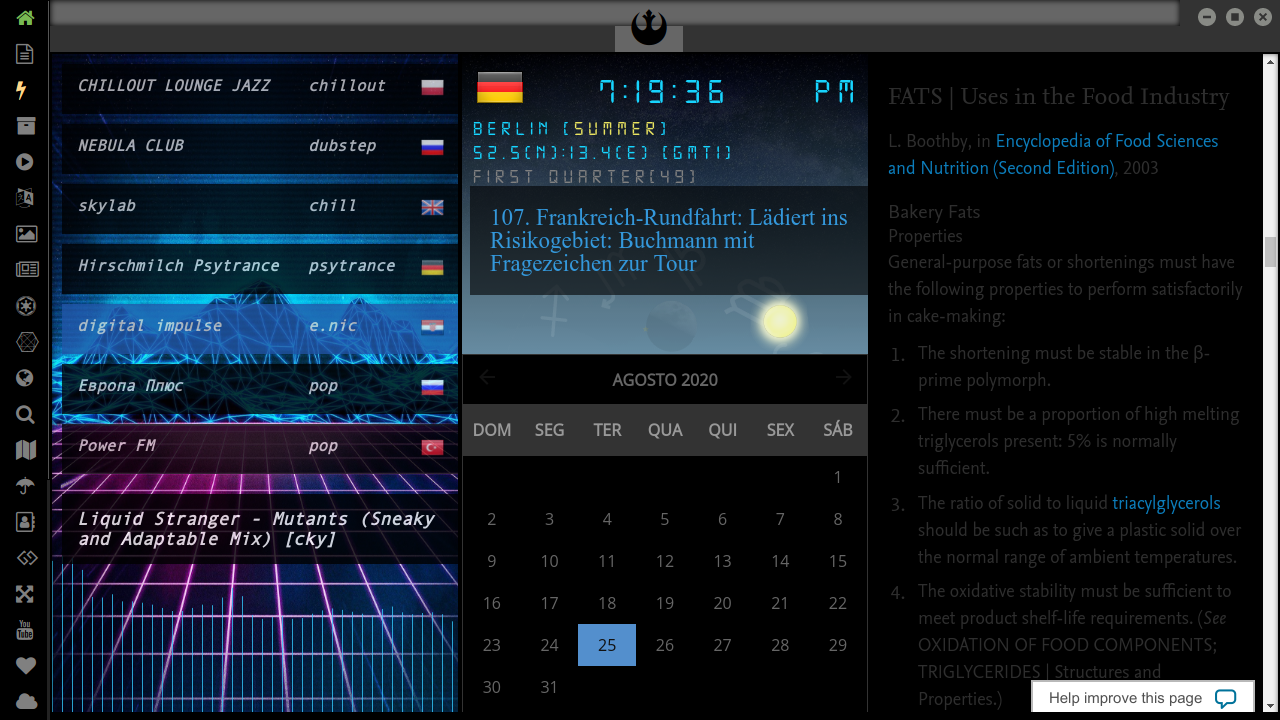 CHILLOUT LOUNGE JAZZ chillout
NEBULA CLUB dubstep
skylab chill
Hirschmilch Psytrance psytrance
digital impulse e.nic
Европа Плюс pop
Power FM pop
Liquid Stranger - Mutants (Sneaky
and Adaptable Mix) [cky]
You
Tube
7:19:36 PM
BERLIN (SUMMER)
52.5(N):13.4(E) (GMT1)
FIRST QUARTER(49)
107. Frankreich-Rundfahrt: Lädiert ins
Risikogebiet: Buchmann mit
Fragezeichen zur Tour
AGOSTO 2020
DOM SEG TER QUA QUI SEX SÁB
1
2 3 4 5 6 7 8
9 10 11 12 13 14 15
16 17 18 19 20 21 22
23 24 25 26 27 28 29
30 31
FATS | Uses in the Food Industry
L. Boothby, in Encyclopedia of Food Sciences
and Nutrition (Second Edition), 2003
Bakery Fats
Properties
General-purpose fats or shortenings must have
the following properties to perform satisfactorily
in cake-making:
1. The shortening must be stable in the β-
prime polymorph.
2. There must be a proportion of high melting
triglycerols present: 5% is normally
sufficient.
3. The ratio of solid to liquid triacylglycerols
should be such as to give a plastic solid over
the normal range of ambient temperatures.
4. The oxidative stability must be sufficient to
meet product shelf-life requirements. (See
OXIDATION OF FOOD COMPONENTS;
TRIGLYCERIDES | Structures and
Properties.)
Help improve this page